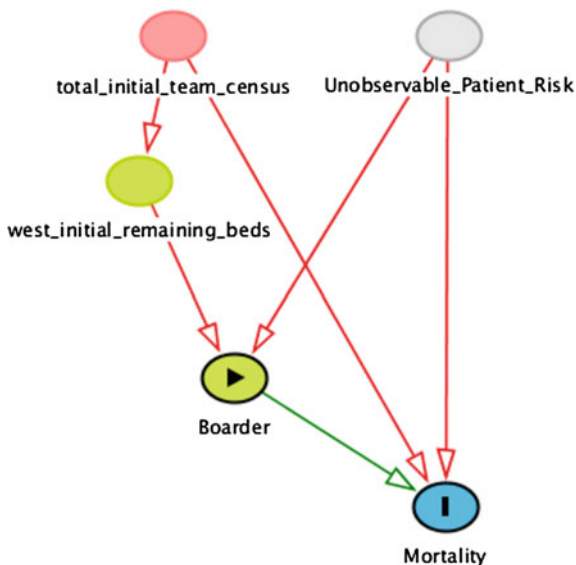 total_initial_team_census
Unobservable_Patient_Risk
west_initial_remaining_beds
Boarder
Mortality